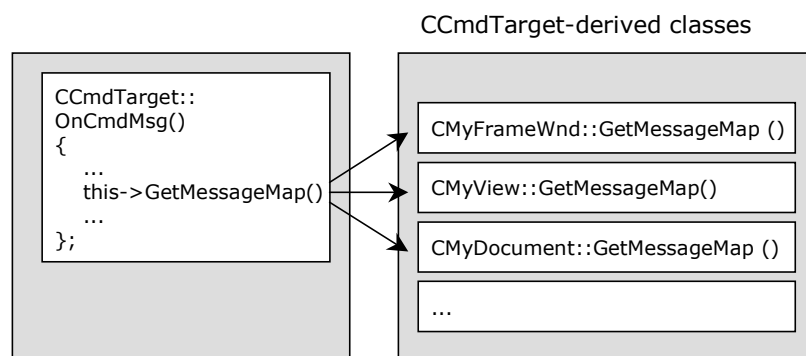 CCmdTarget-derived classes
CCmdTarget::
OnCmdMsg()
{
...
this->GetMessageMap()
...
};
CMyFrameWnd::GetMessageMap ()
CMyView::GetMessageMap()
CMyDocument::GetMessageMap ()
...